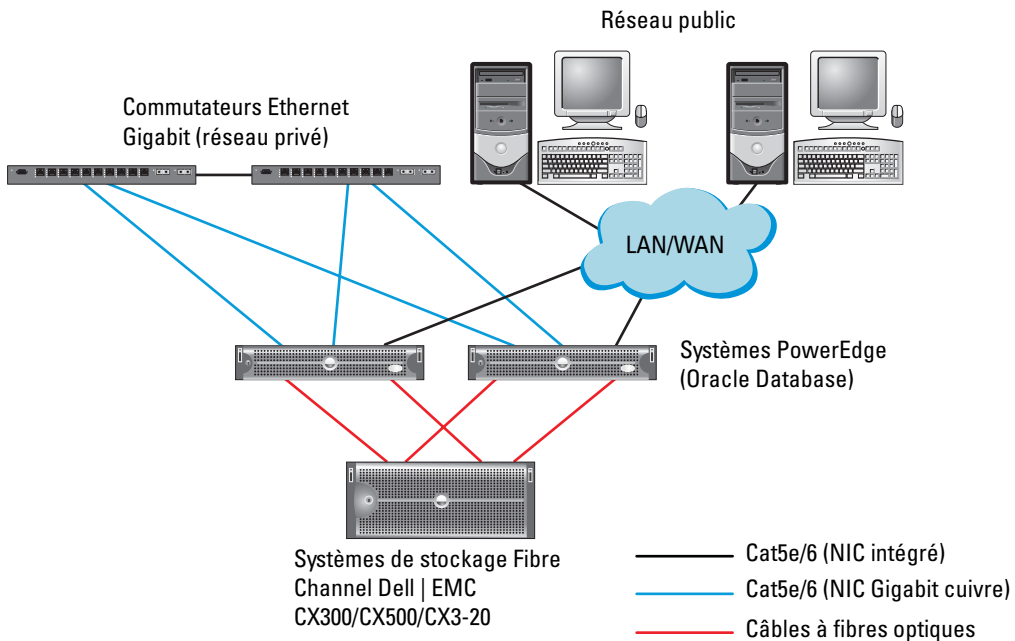 Réseau public
Commutateurs Ethernet
Gigabit (réseau privé)
LAN/WAN
Systèmes PowerEdge
(Oracle Database)
Systèmes de stockage Fibre
Channel Dell | EMC
CX300/CX500/CX3-20
Cat5e/6 (NIC intégré)
Cat5e/6 (NIC Gigabit cuivre)
Câbles à fibres optiques